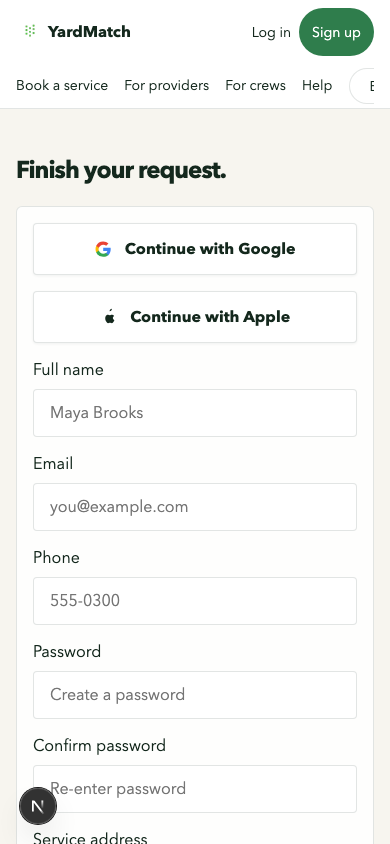 YardMatch
Log in
Sign up
Book a service
For providers
For crews
Help
Finish your request.
Continue with Google
Continue with Apple
Full name
Maya Brooks
Email
you@example.com
Phone
555-0300
Password
Create a password
Confirm password
Re-enter password
Service address